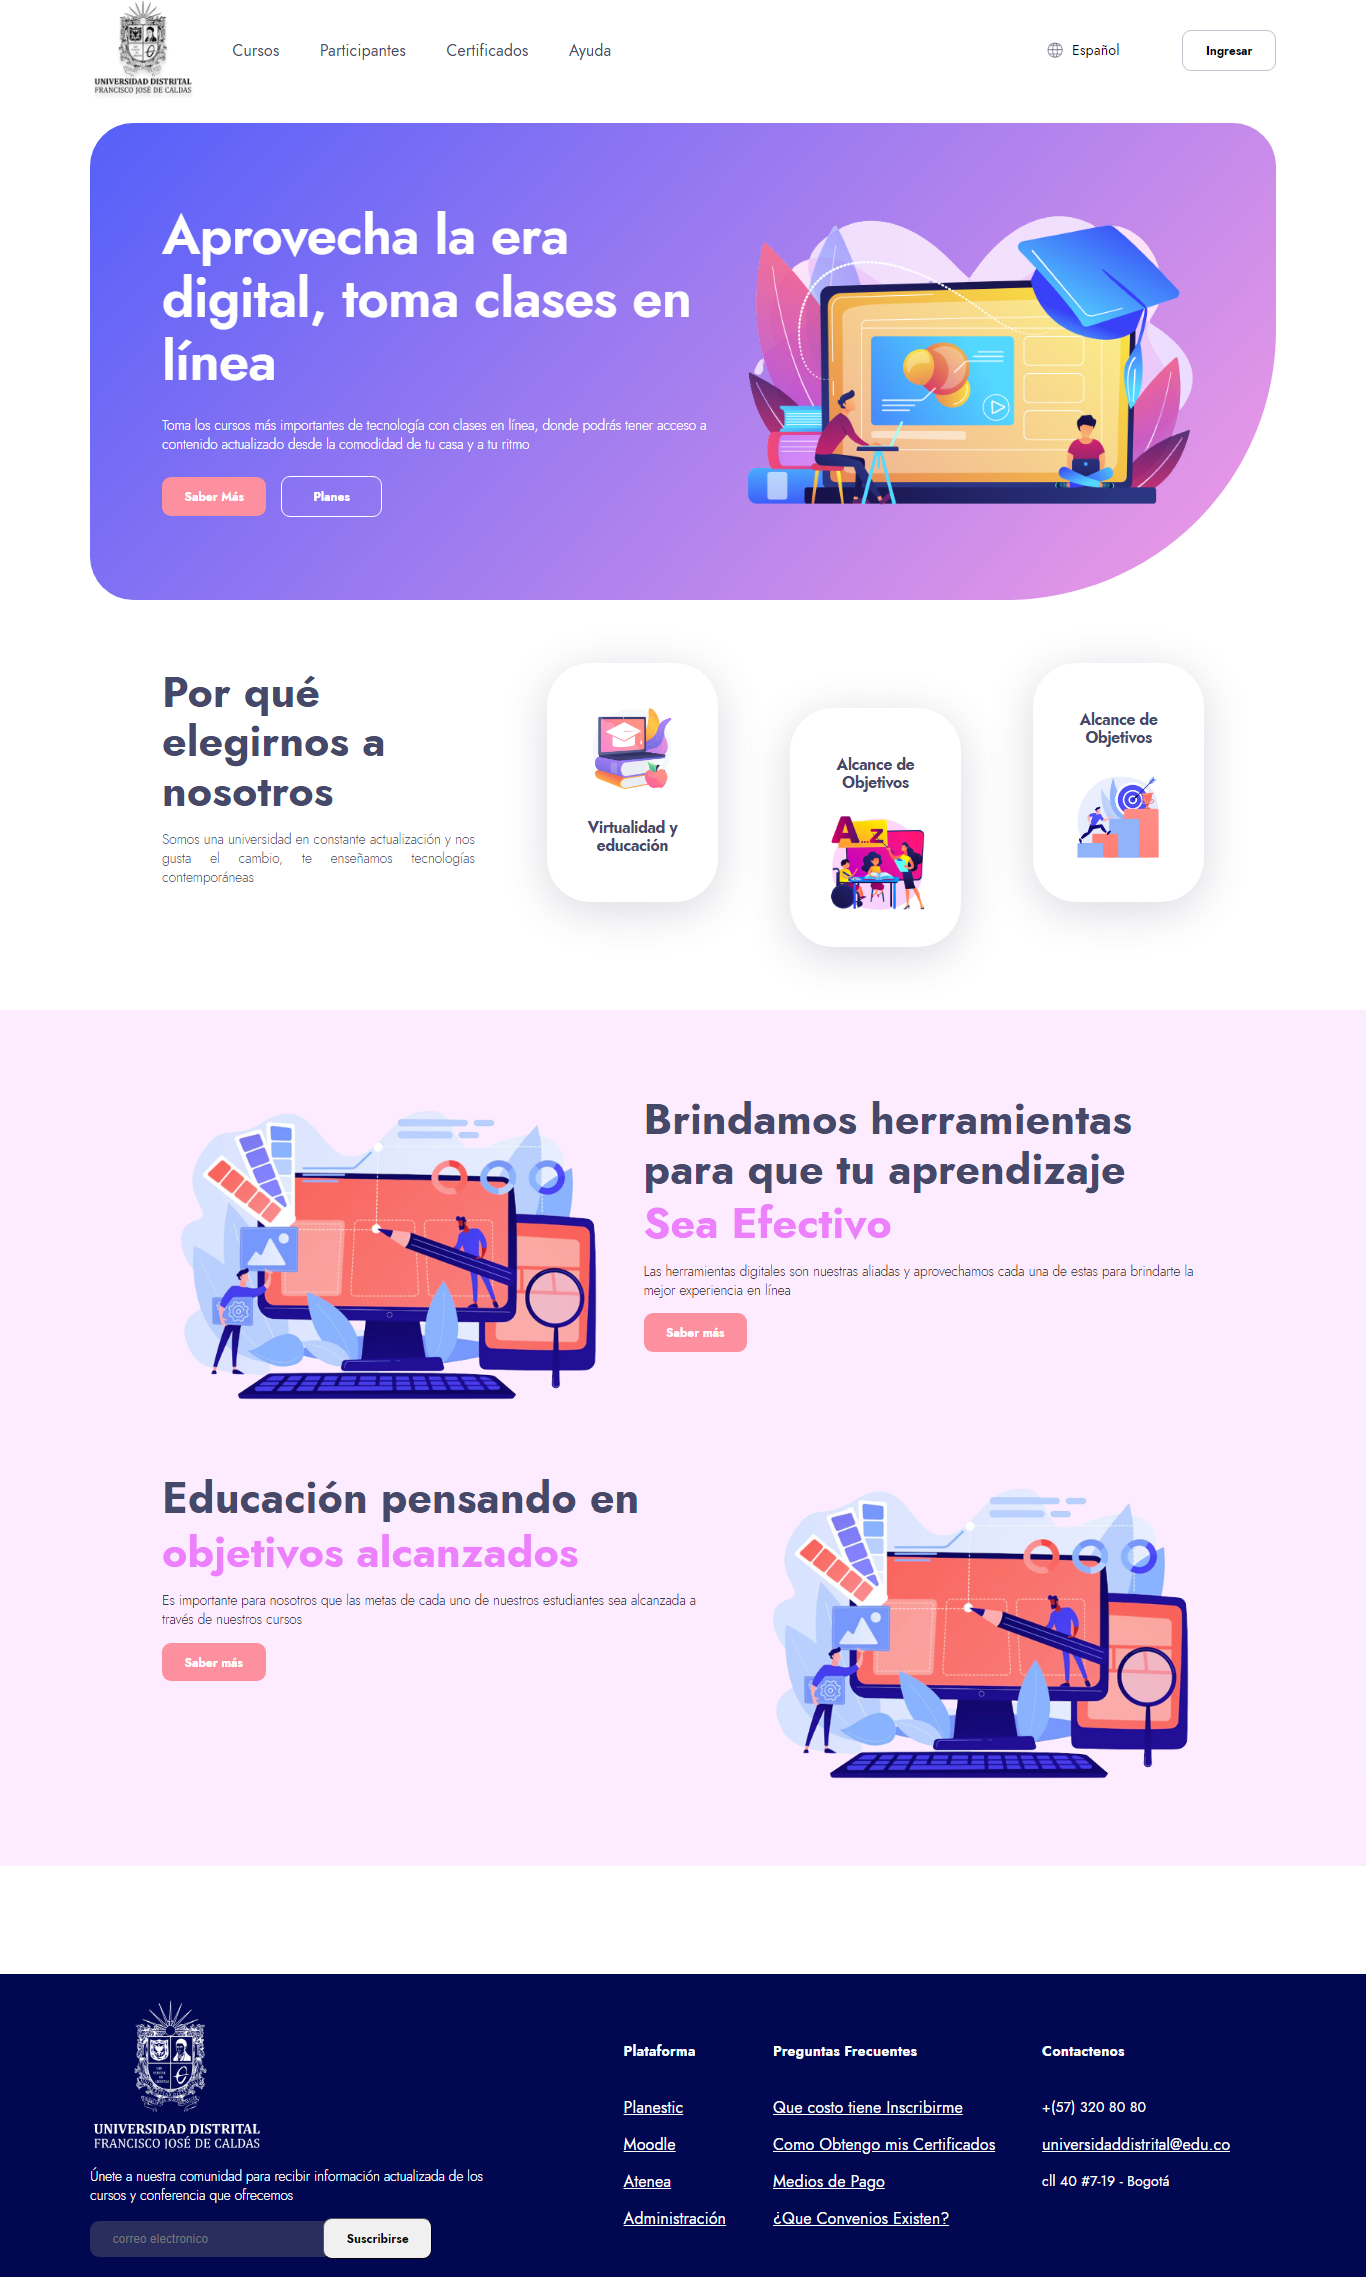 UNIVERSIDAD DISTRITAL
FRANCISCO JOSÉ DE CALDAS
Cursos
Participantes
Certificados
Ayuda
Español
Ingresar
Aprovecha la era
digital, toma clases en
línea
Toma los cursos más importantes de tecnología con clases en línea, donde podrás tener acceso a
contenido actualizado desde la comodidad de tu casa y a tu ritmo
Saber Más
Planes
Por qué
elegirnos a
nosotros
Somos una universidad en constante actualización y nos
gusta el cambio, te enseñamos tecnologías
contemporáneas
Virtualidad y
educación
Alcance de
Objetivos
A...z
Alcance de
Objetivos
Brindamos herramientas
para que tu aprendizaje
Sea Efectivo
Las herramientas digitales son nuestras aliadas y aprovechamos cada una de estas para brindarte la
mejor experiencia en línea
Saber más
Educación pensando en
objetivos alcanzados
Es importante para nosotros que las metas de cada uno de nuestros estudiantes sea alcanzada a
través de nuestros cursos
Saber más
UNIVERSIDAD DISTRITAL
FRANCISCO JOSÉ DE CALDAS
Únete a nuestra comunidad para recibir información actualizada de los
cursos y conferencia que ofrecemos
correo electronico
Suscribirse
Plataforma
Planestic
Moodle
Atenea
Administración
Preguntas Frecuentes
Que costo tiene Inscribirme
Como Obtengo mis Certificados
Medios de Pago
¿Que Convenios Existen?
Contactenos
+(57) 320 80 80
universidaddistrital@edu.co
cll 40 #7-19 - Bogotá